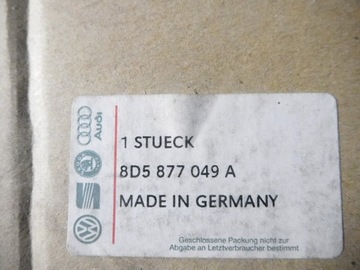 Audi
1 STUECK
8D5 877 049 A
MADE IN GERMANY
Geschlossene Packung nicht zur
Abgabe an Letztverbraucher bestimmt